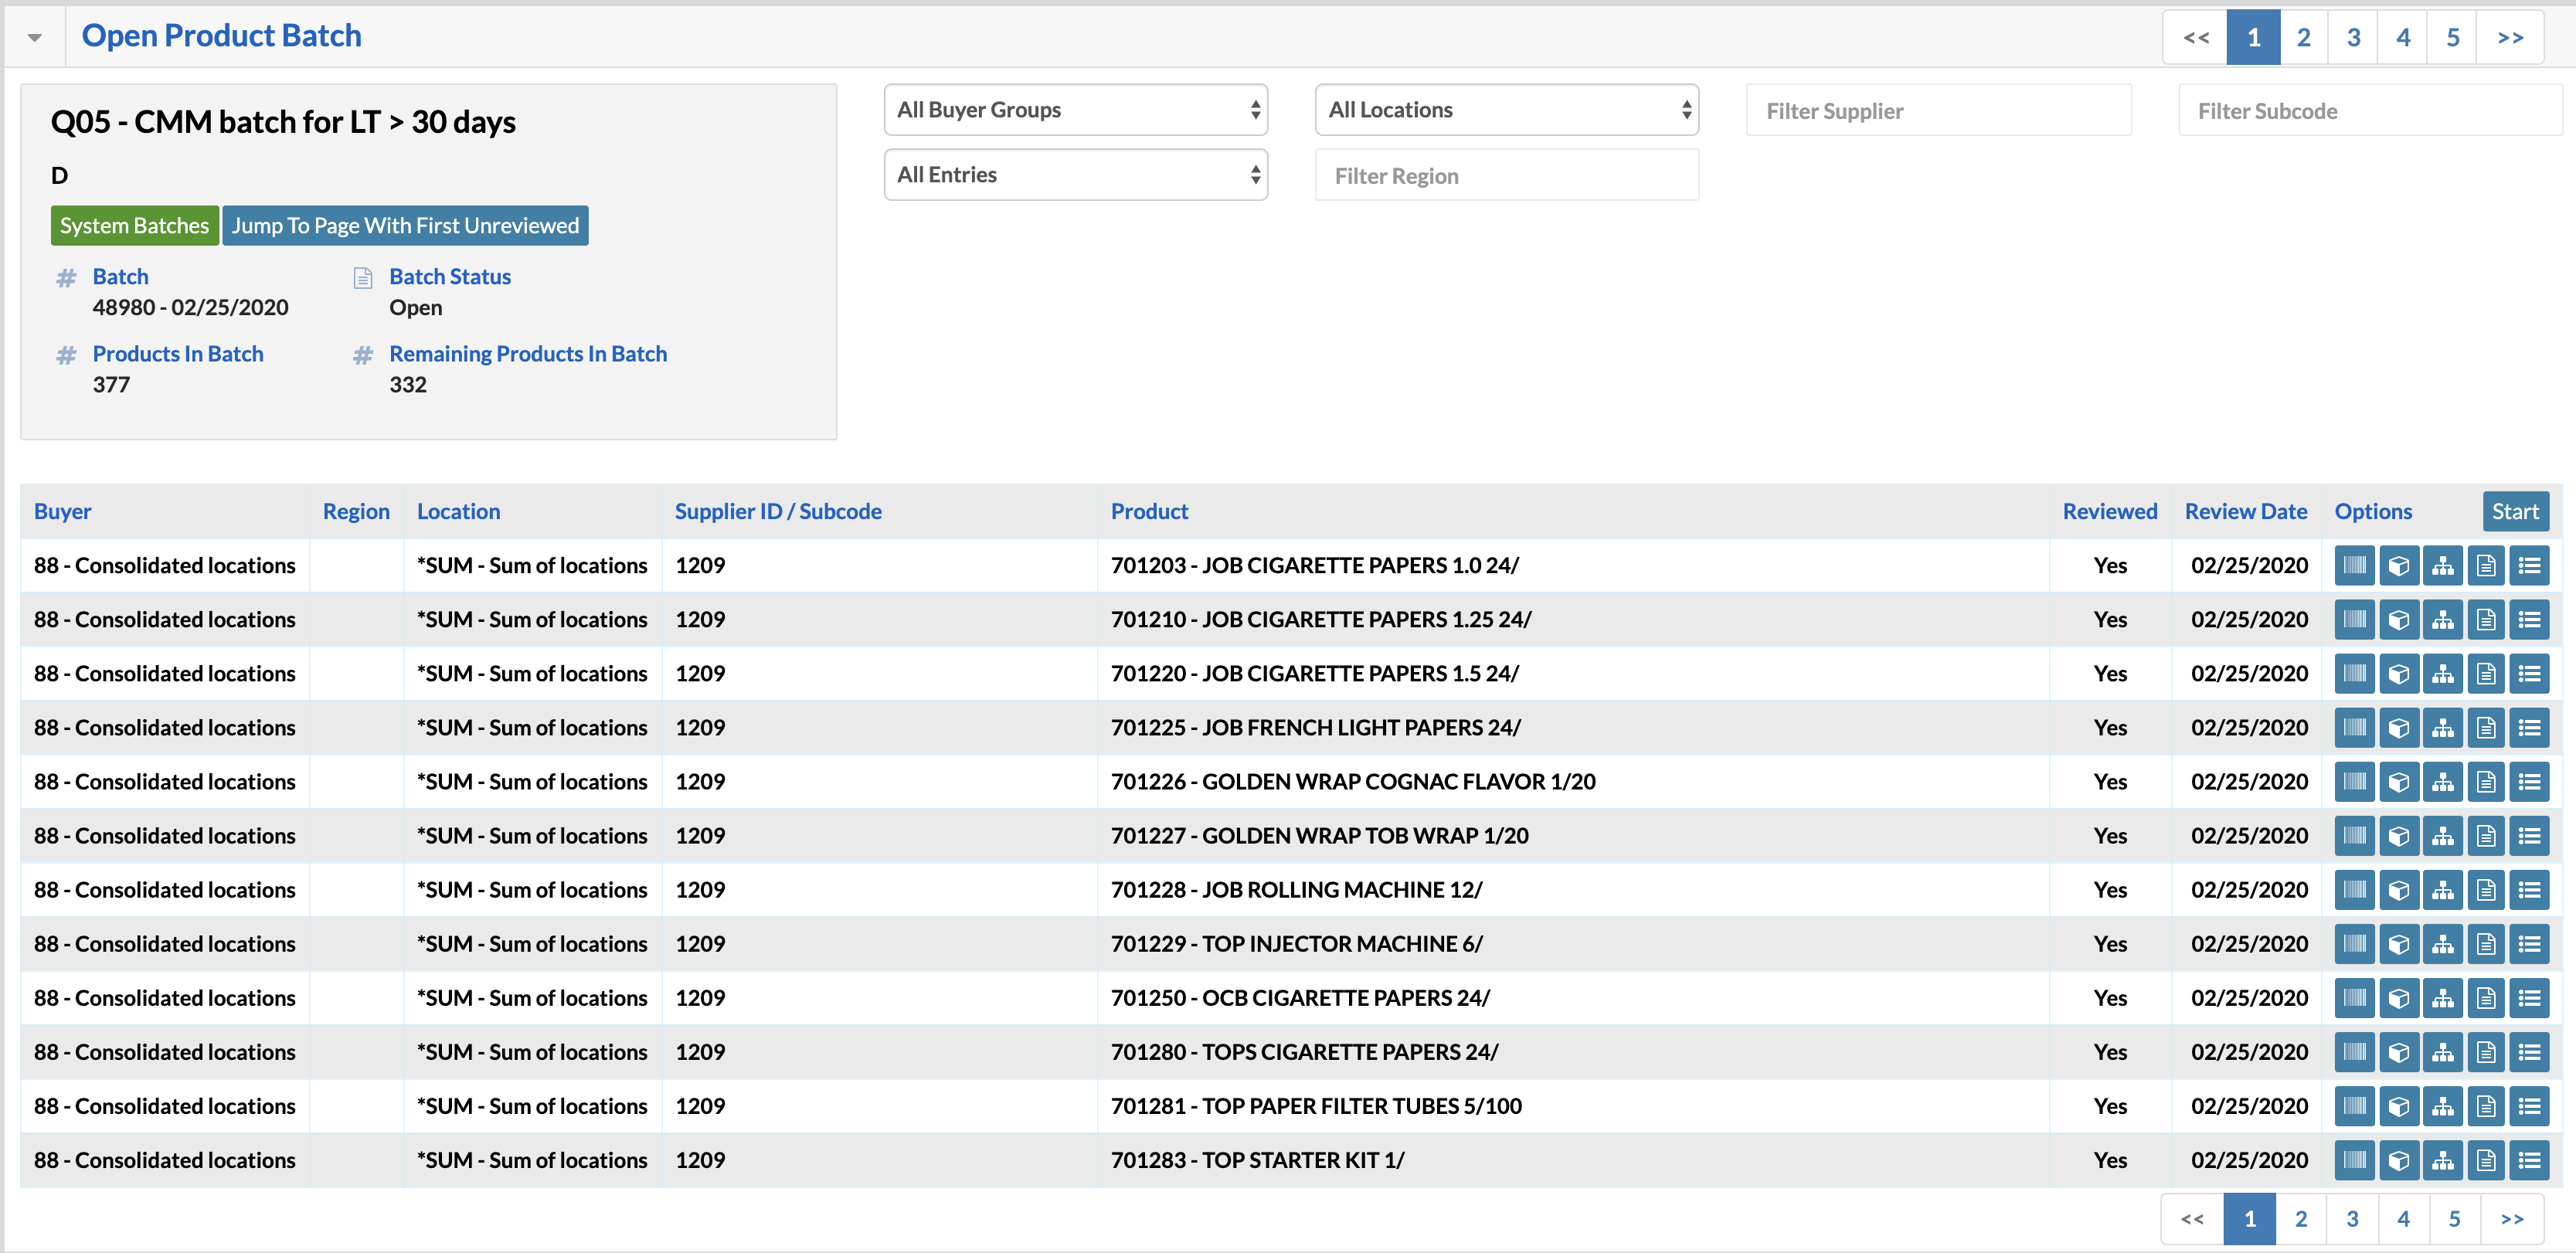 Open Product Batch
<< 1 2 3 4 5 >>
Q05 - CMM batch for LT > 30 days
D
System Batches Jump To Page With First Unreviewed
# Batch
48980 - 02/25/2020
Batch Status
Open
# Products In Batch
377
# Remaining Products In Batch
332
All Buyer Groups All Locations Filter Supplier Filter Subcode
All Entries Filter Region
Buyer Region Location Supplier ID / Subcode Product Reviewed Review Date Options Start
88 - Consolidated locations *SUM - Sum of locations 1209 701203 - JOB CIGARETTE PAPERS 1.0 24/ Yes 02/25/2020
88 - Consolidated locations *SUM - Sum of locations 1209 701210 - JOB CIGARETTE PAPERS 1.25 24/ Yes 02/25/2020
88 - Consolidated locations *SUM - Sum of locations 1209 701220 - JOB CIGARETTE PAPERS 1.5 24/ Yes 02/25/2020
88 - Consolidated locations *SUM - Sum of locations 1209 701225 - JOB FRENCH LIGHT PAPERS 24/ Yes 02/25/2020
88 - Consolidated locations *SUM - Sum of locations 1209 701226 - GOLDEN WRAP COGNAC FLAVOR 1/20 Yes 02/25/2020
88 - Consolidated locations *SUM - Sum of locations 1209 701227 - GOLDEN WRAP TOB WRAP 1/20 Yes 02/25/2020
88 - Consolidated locations *SUM - Sum of locations 1209 701228 - JOB ROLLING MACHINE 12/ Yes 02/25/2020
88 - Consolidated locations *SUM - Sum of locations 1209 701229 - TOP INJECTOR MACHINE 6/ Yes 02/25/2020
88 - Consolidated locations *SUM - Sum of locations 1209 701250 - OCB CIGARETTE PAPERS 24/ Yes 02/25/2020
88 - Consolidated locations *SUM - Sum of locations 1209 701280 - TOPS CIGARETTE PAPERS 24/ Yes 02/25/2020
88 - Consolidated locations *SUM - Sum of locations 1209 701281 - TOP PAPER FILTER TUBES 5/100 Yes 02/25/2020
88 - Consolidated locations *SUM - Sum of locations 1209 701283 - TOP STARTER KIT 1/ Yes 02/25/2020
<< 1 2 3 4 5 >>